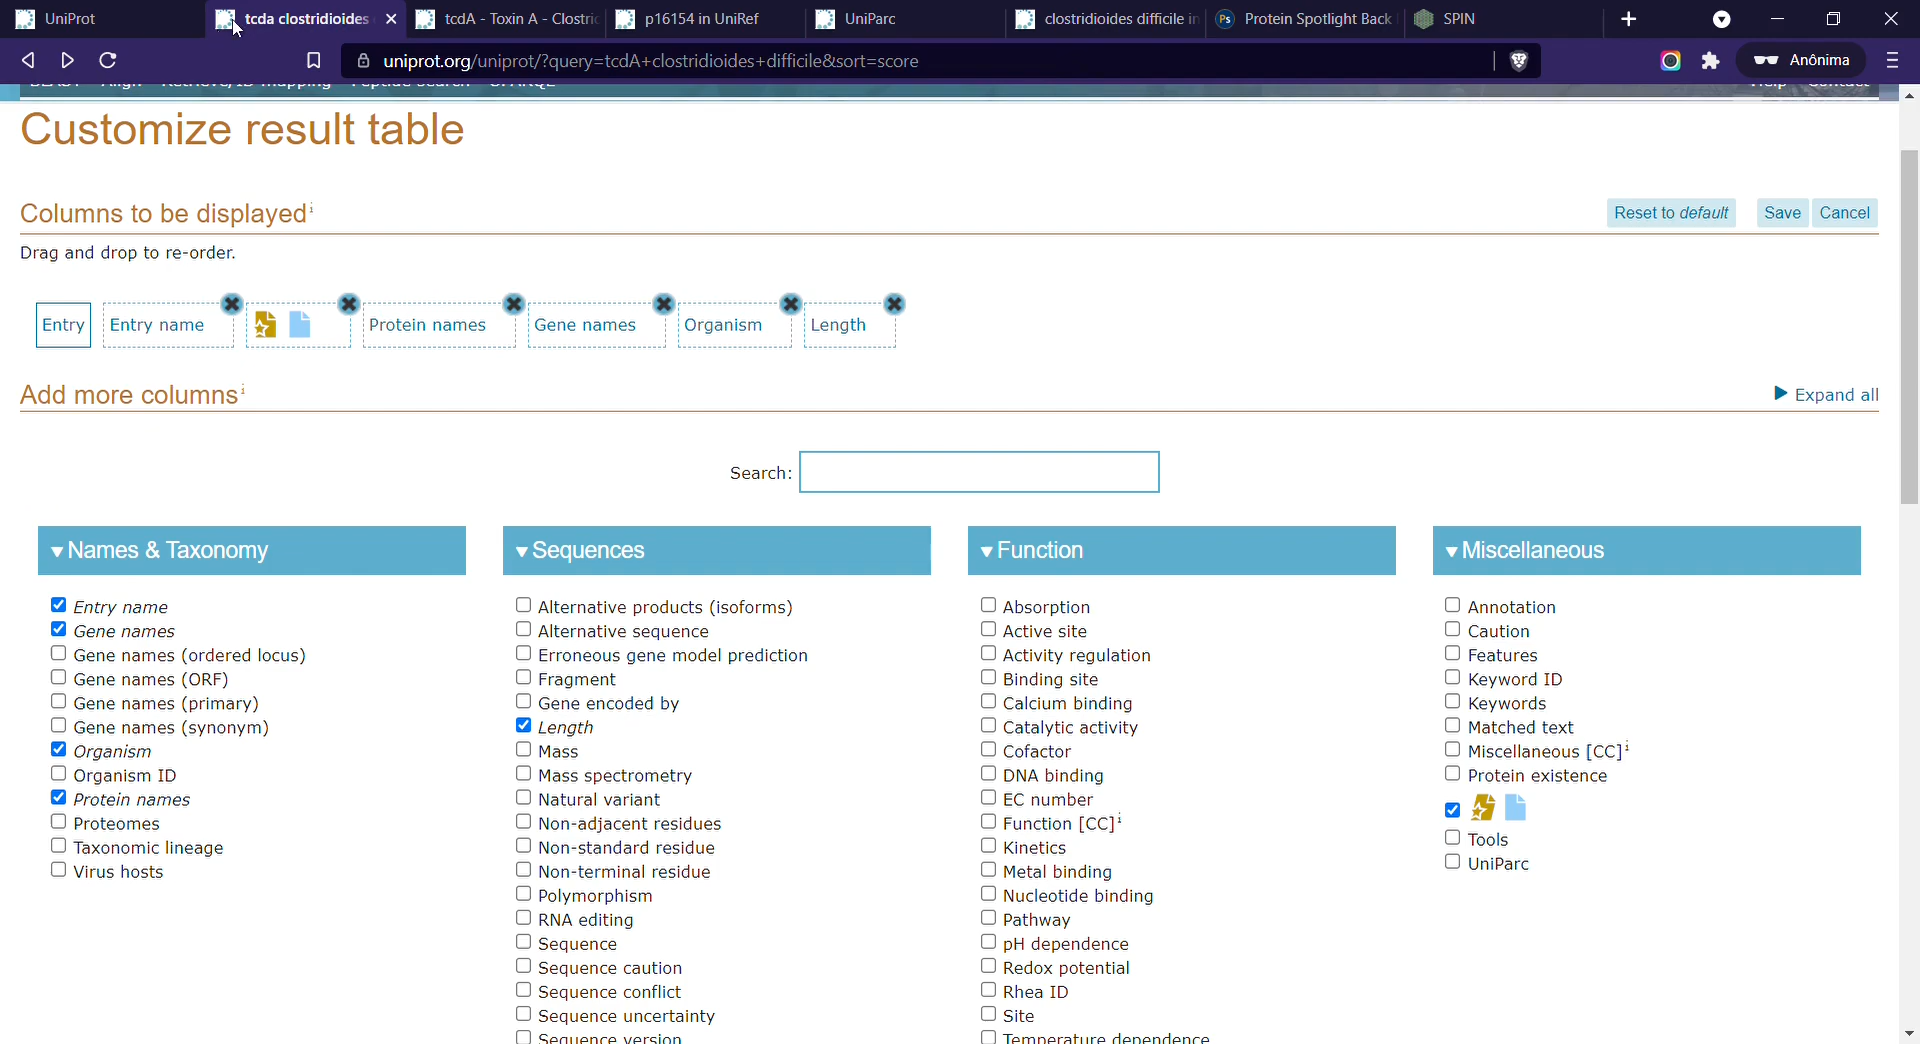 UniProt
tcda clostridioides
tcdA - Toxin A - Clostri
p16154 in UniRef
UniParc
clostridioides difficile in
Ps Protein Spotlight Back
SPIN
uniprot.org/uniprot/?query=tcdA+clostridioides+difficile&sort=score
Anônima
Customize result table
Columns to be displayed i
Reset to default
Save
Cancel
Drag and drop to re-order.
Entry
Entry name
Protein names
Gene names
Organism
Length
Add more columns i
Expand all
Search:
Names & Taxonomy
Entry name
Gene names
Gene names (ordered locus)
Gene names (ORF)
Gene names (primary)
Gene names (synonym)
Organism
Organism ID
Protein names
Proteomes
Taxonomic lineage
Virus hosts
Sequences
Alternative products (isoforms)
Alternative sequence
Erroneous gene model prediction
Fragment
Gene encoded by
Length
Mass
Mass spectrometry
Natural variant
Non-adjacent residues
Non-standard residue
Non-terminal residue
Polymorphism
RNA editing
Sequence
Sequence caution
Sequence conflict
Sequence uncertainty
Sequence version
Function
Absorption
Active site
Activity regulation
Binding site
Calcium binding
Catalytic activity
Cofactor
DNA binding
EC number
Function [CC] i
Kinetics
Metal binding
Nucleotide binding
Pathway
pH dependence
Redox potential
Rhea ID
Site
Temperature dependence
Miscellaneous
Annotation
Caution
Features
Keyword ID
Keywords
Matched text
Miscellaneous [CC] i
Protein existence
Tools
UniParc